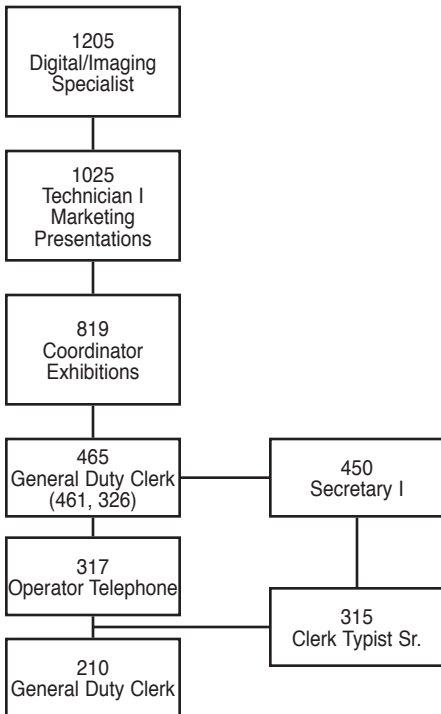 1205
Digital/Imaging
Specialist
1025
Technician I
Marketing
Presentations
819
Coordinator
Exhibitions
465
General Duty Clerk
(461, 326)
450
Secretary I
317
Operator Telephone
315
Clerk Typist Sr.
210
General Duty Clerk